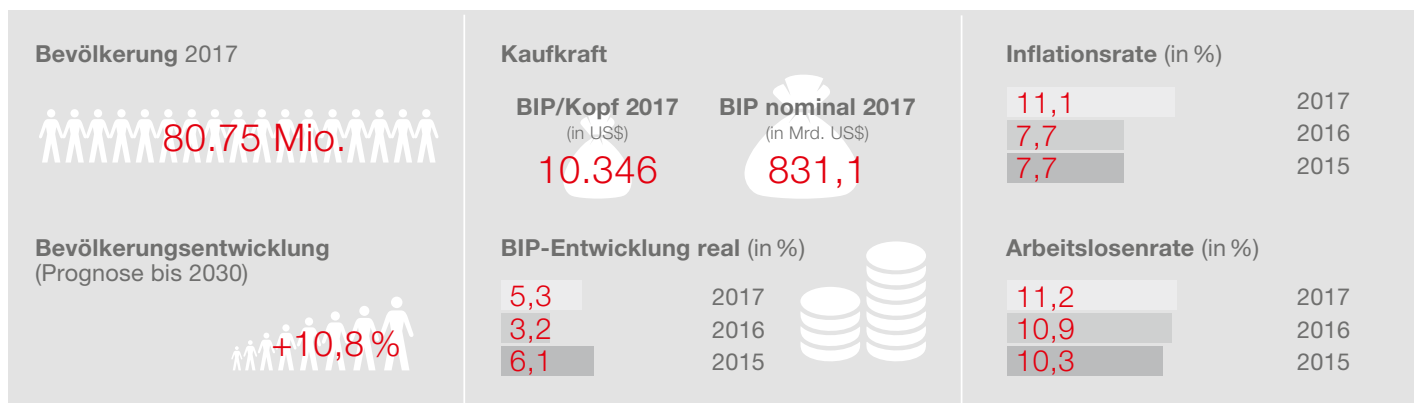 Bevölkerung 2017
80.75 Mio.
Bevölkerungsentwicklung
(Prognose bis 2030)
+10,8 %
Kaufkraft
BIP/Kopf 2017
(in US$)
10.346
BIP nominal 2017
(in Mrd. US$)
831,1
BIP-Entwicklung real (in %)
5,3 2017
3,2 2016
6,1 2015
Inflationsrate (in %)
11,1 2017
7,7 2016
7,7 2015
Arbeitslosenrate (in %)
11,2 2017
10,9 2016
10,3 2015